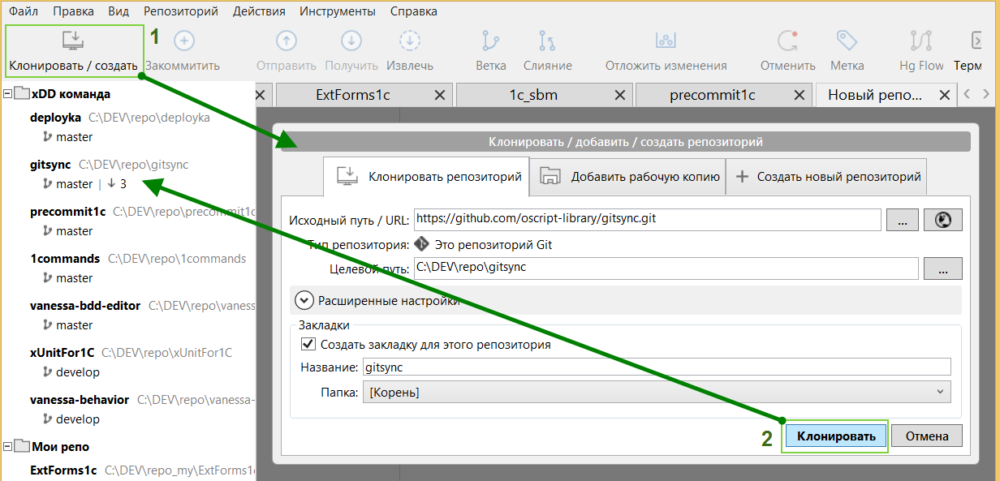 Файл Правка Вид Репозиторий Действия Инструменты Справка
Клонировать / создать 1 Закоммитить Отправить Получить Извлечь Ветка Слияние Отложить изменения Отменить Метка Hg Flow Терм
xDD команда
deployka C:\DEV\repo\deployka
master
gitsync C:\DEV\repo\gitsync
master | 3
precommit1c C:\DEV\repo\precommit1c
master
1commands C:\DEV\repo\1commands
master
vanessa-bdd-editor C:\DEV\repo\vaness
master
xUnitFor1C C:\DEV\repo\xUnitFor1C
develop
vanessa-behavior C:\DEV\repo\vanessa-
develop
Мои репо
ExtForms1c C:\DEV\repo_my\ExtForms1
ExtForms1c 1c_sbm precommit1c Новый репо...
Клонировать / добавить / создать репозиторий
Клонировать репозиторий Добавить рабочую копию Создать новый репозиторий
Исходный путь / URL: https://github.com/oscript-library/gitsync.git ...
Тип репозитория: Это репозиторий Git
Целевой путь: C:\DEV\repo\gitsync ...
Расширенные настройки
Закладки
Создать закладку для этого репозитория
Название: gitsync
Папка: [Корень]
2 Клонировать Отмена